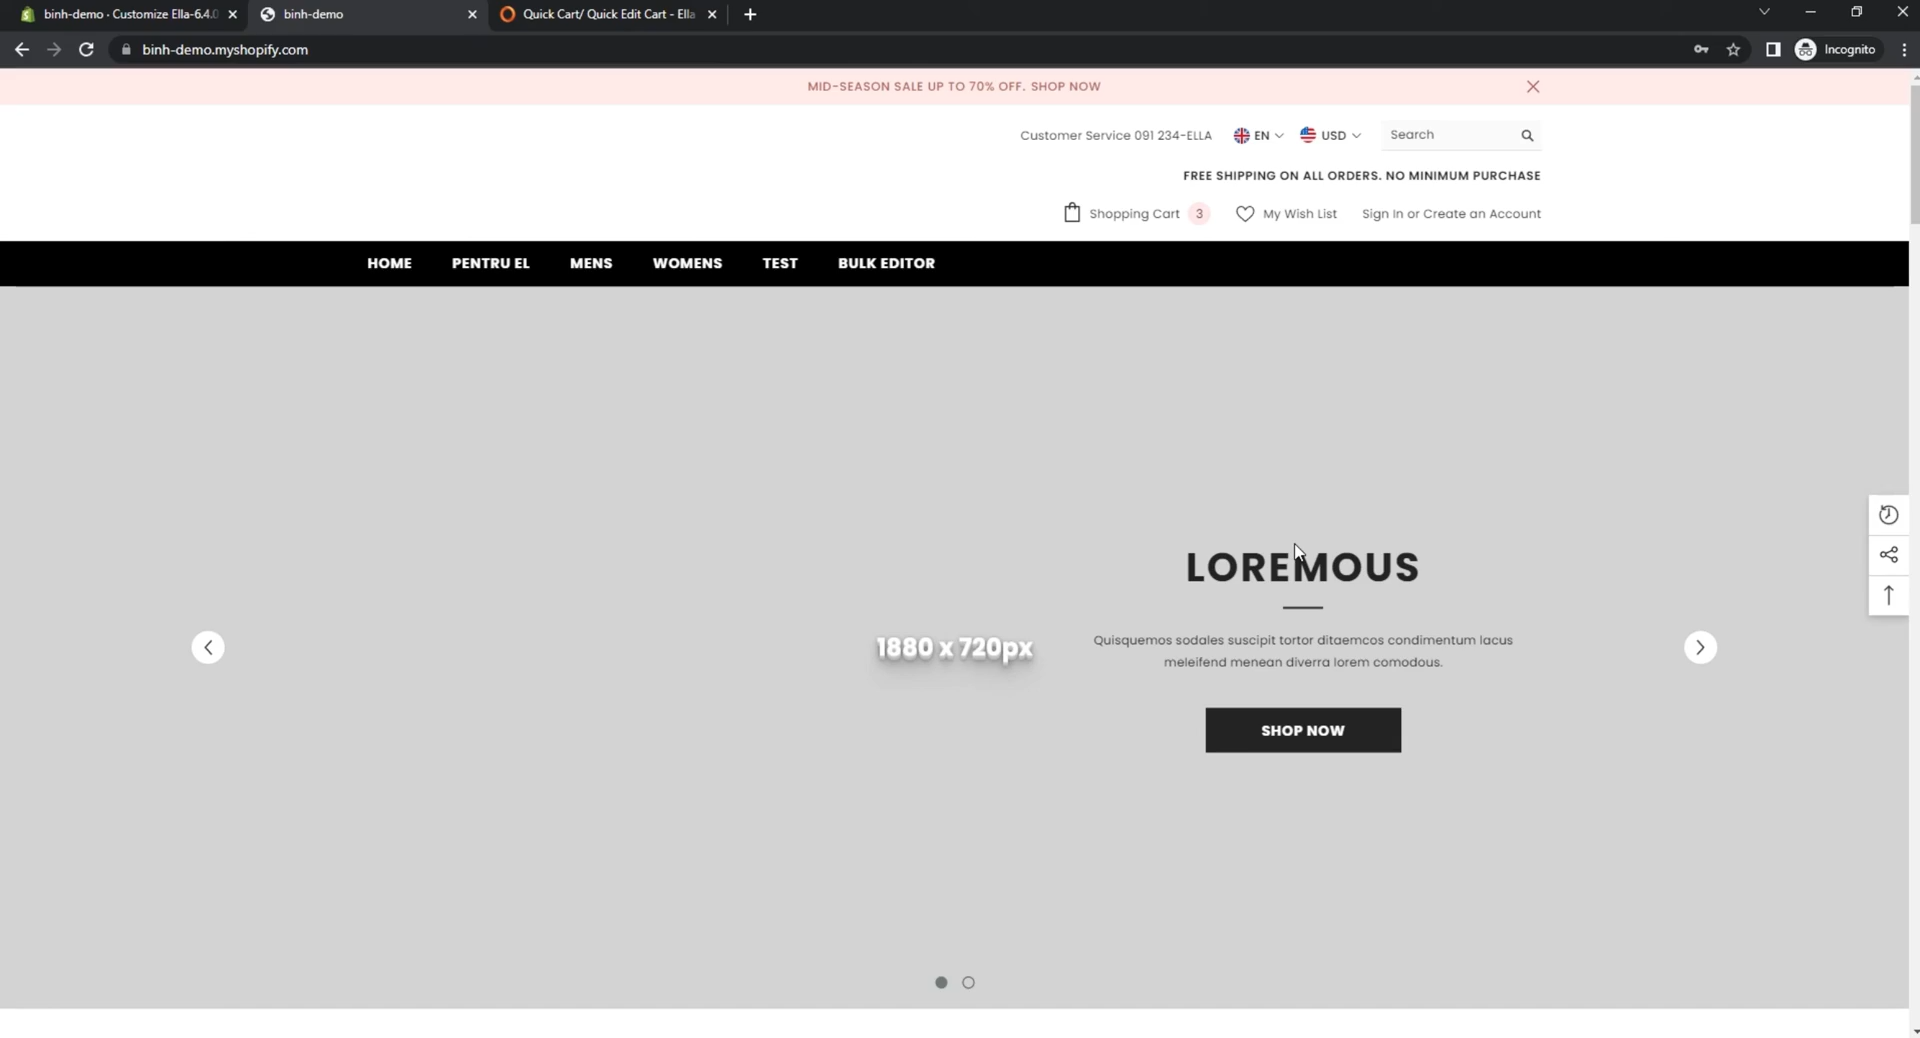 binh-demo · Customize Ella-6.4.0
binh-demo
Quick Cart/ Quick Edit Cart - Ella
binh-demo.myshopify.com
Incognito
MID-SEASON SALE UP TO 70% OFF. SHOP NOW
Customer Service 091 234-ELLA
EN
USD
Search
FREE SHIPPING ON ALL ORDERS. NO MINIMUM PURCHASE
Shopping Cart 3
My Wish List
Sign In or Create an Account
HOME PENTRU EL MENS WOMENS TEST BULK EDITOR
LOREMOUS
1880 x 720px
Quisquemos sodales suscipit tortor ditaemcos condimentum lacus
meleifend menean diverra lorem comodous.
SHOP NOW